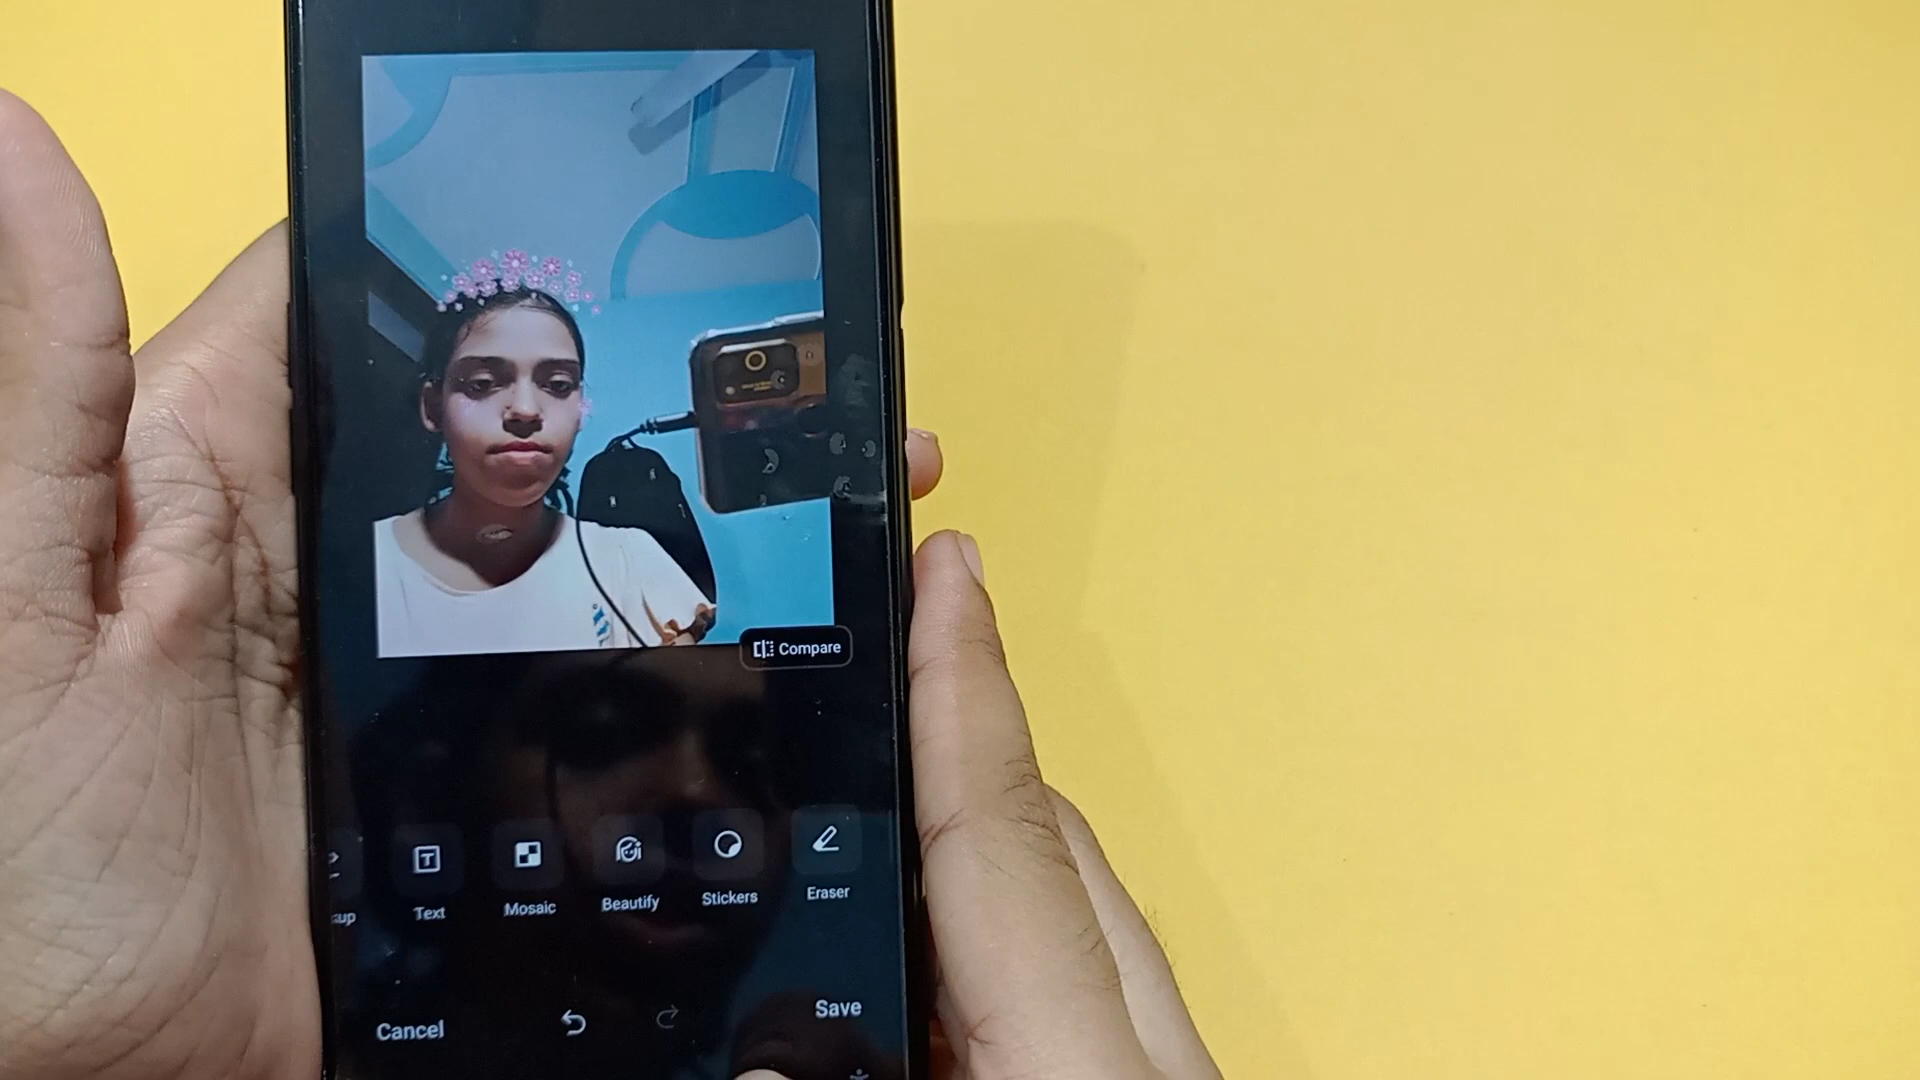 Compare
Text
Mosaic
Beautify
Stickers
Eraser
Cancel
Save